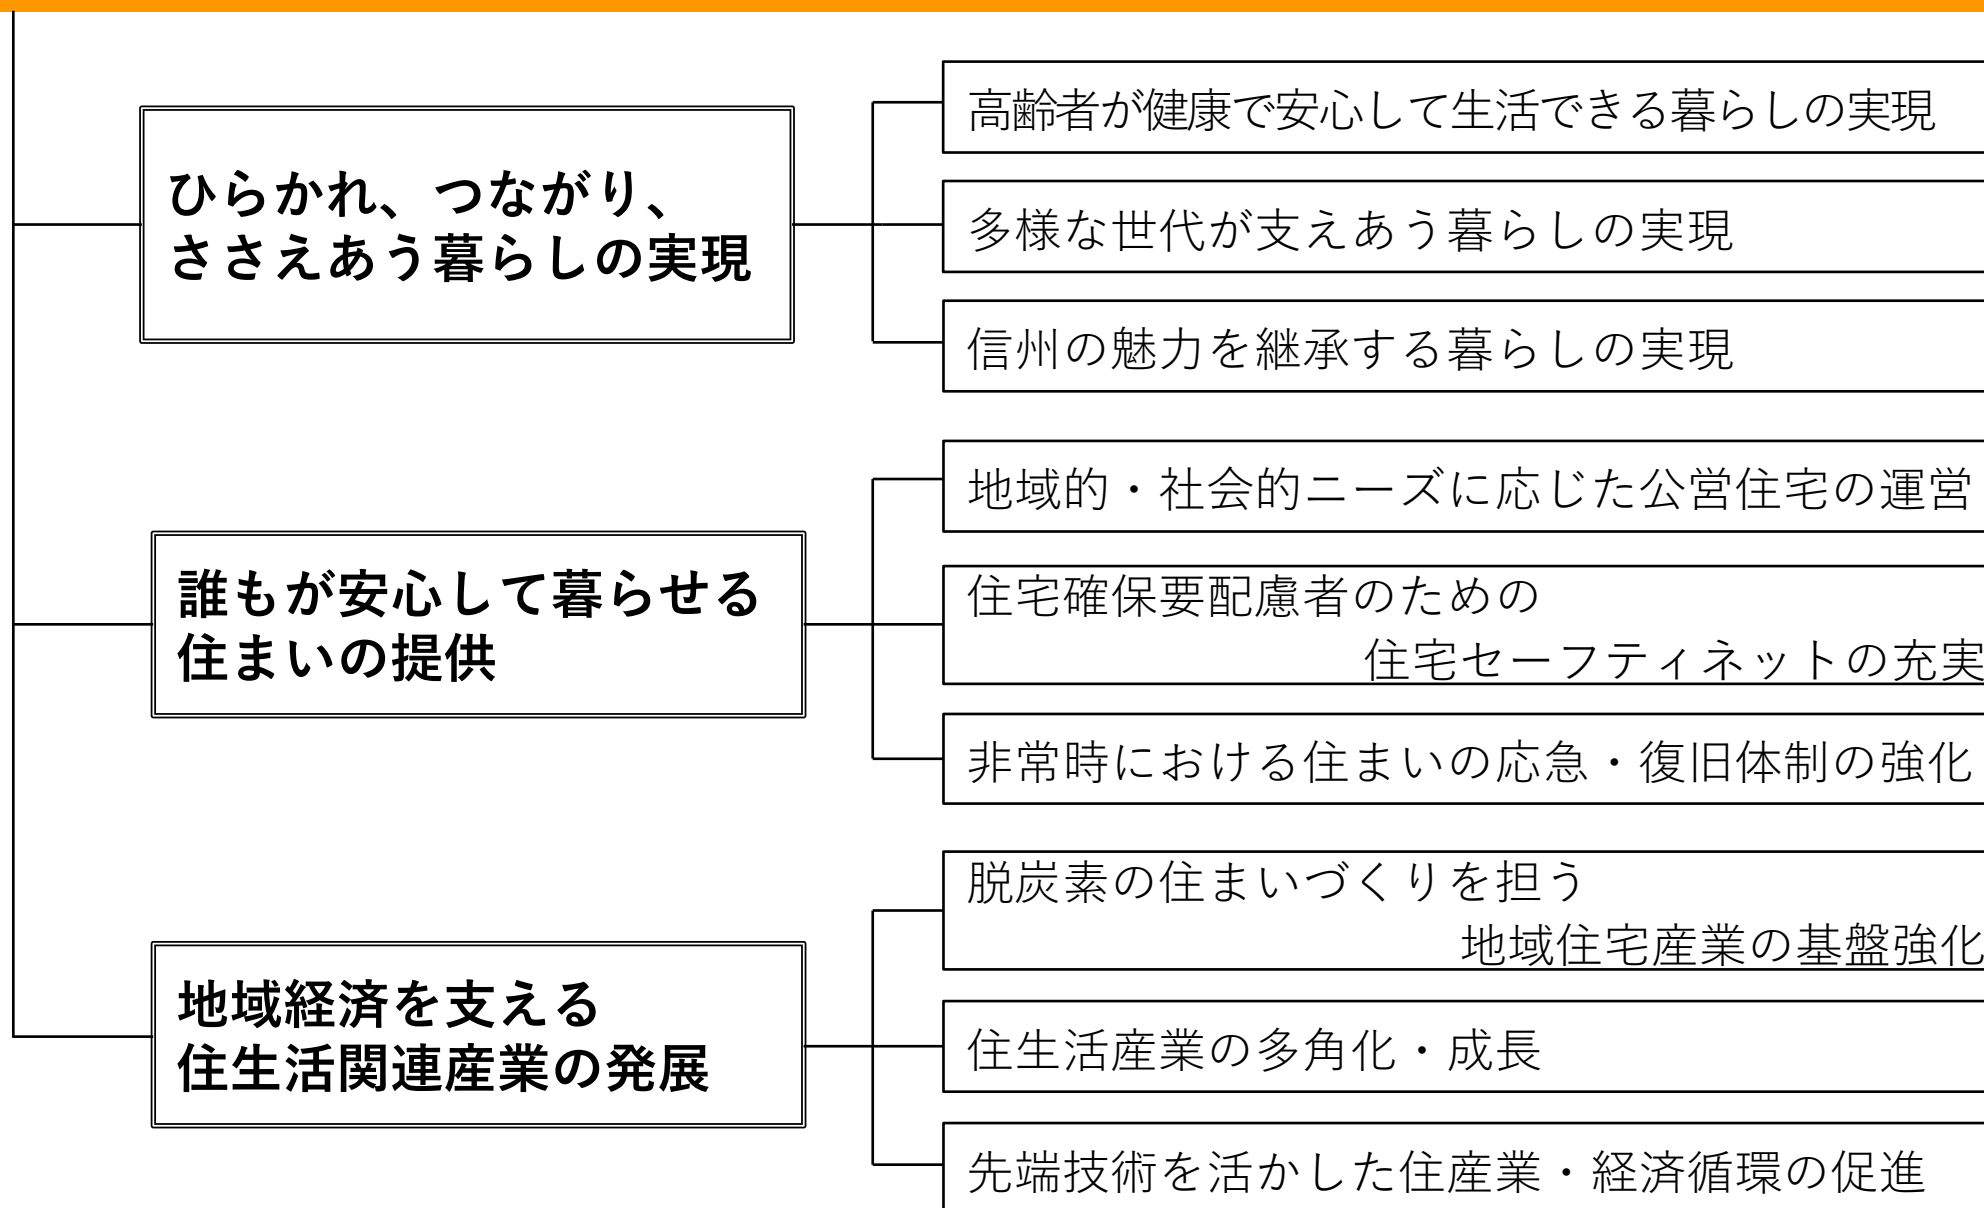 ひらかれ、つながり、
ささえあう暮らしの実現
高齢者が健康で安心して生活できる暮らしの実現
多様な世代が支えあう暮らしの実現
信州の魅力を継承する暮らしの実現
誰もが安心して暮らせる
住まいの提供
地域的・社会的ニーズに応じた公営住宅の運営
住宅確保要配慮者のための
住宅セーフティネットの充実
非常時における住まいの応急・復旧体制の強化
地域経済を支える
住生活関連産業の発展
脱炭素の住まいづくりを担う
地域住宅産業の基盤強化
住生活産業の多角化・成長
先端技術を活かした住産業・経済循環の促進